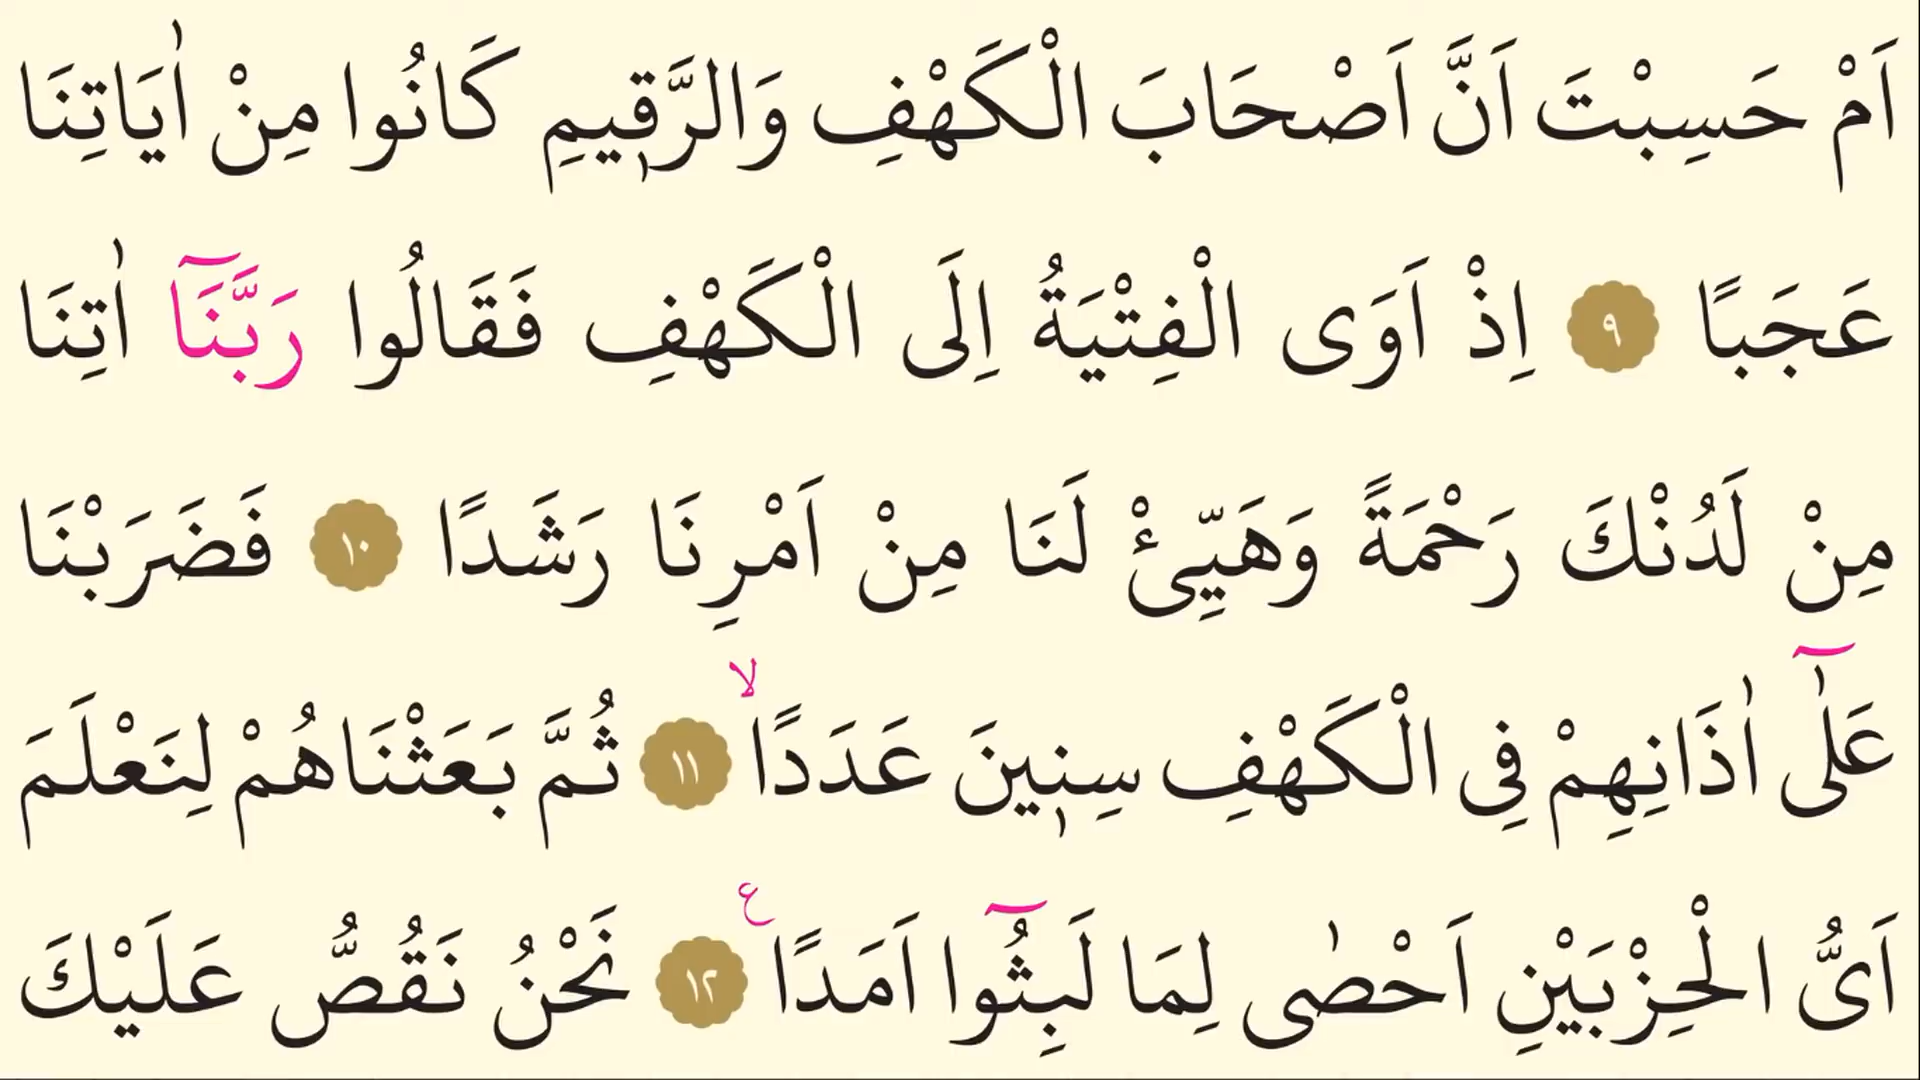 اَمْ حَسِبْتَ اَنَّ اَصْحَابَ الْكَهْفِ وَالرَّقٖيمِ كَانُوا مِنْ اٰيَاتِنَا
عَجَبًا ٩ اِذْ اَوَى الْفِتْيَةُ اِلَى الْكَهْفِ فَقَالُوا رَبَّنَٓا اٰتِنَا
مِنْ لَدُنْكَ رَحْمَةً وَهَيِّئْ لَنَا مِنْ اَمْرِنَا رَشَدًا ١٠ فَضَرَبْنَا
عَلٰٓى اٰذَانِهِمْ فِى الْكَهْفِ سِنٖينَ عَدَدًاۙ ١١ ثُمَّ بَعَثْنَاهُمْ لِنَعْلَمَ
اَىُّ الْحِزْبَيْنِ اَحْصٰى لِمَا لَبِثُٓوا اَمَدًا ع ١٢ نَحْنُ نَقُصُّ عَلَيْكَ